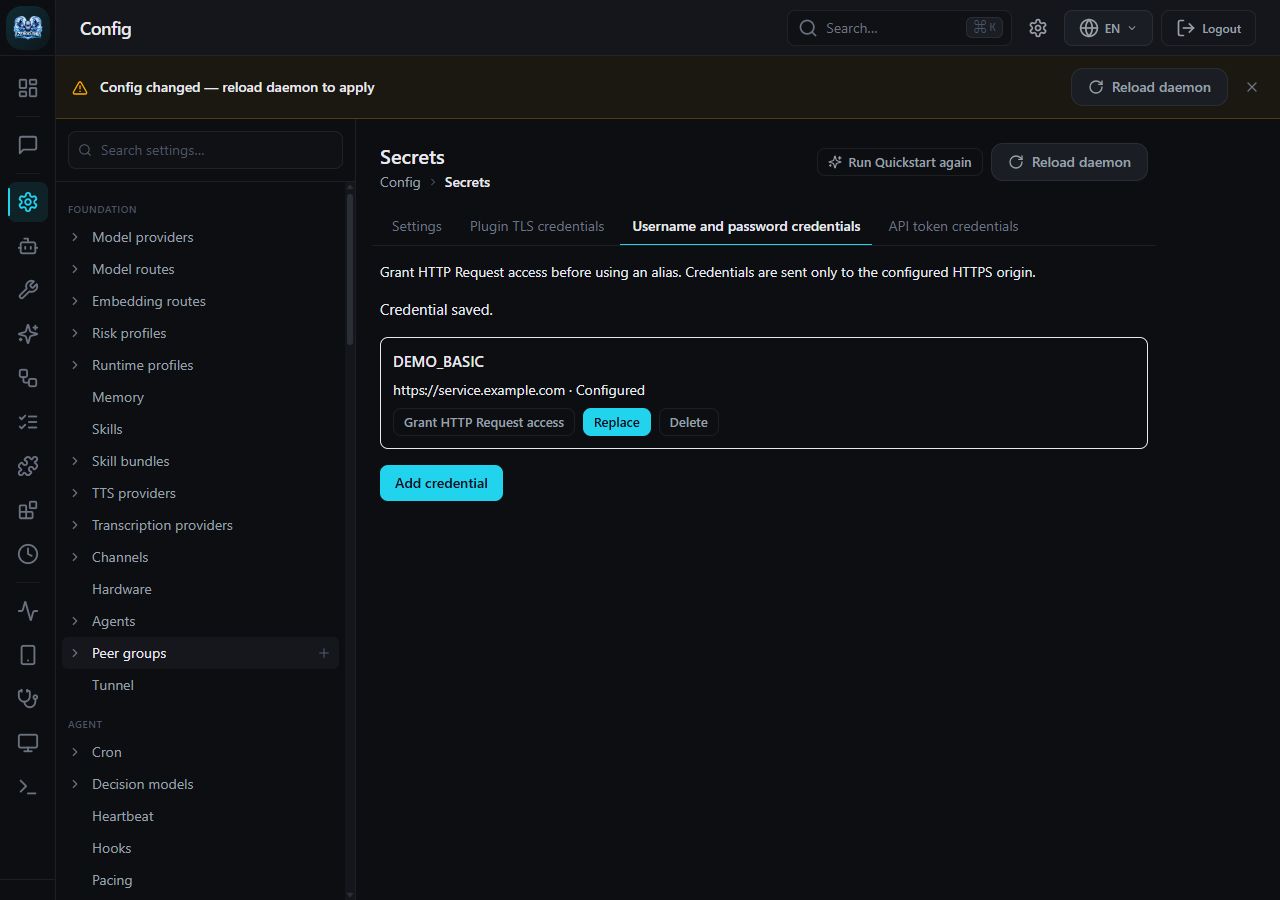 Config
Search...
⌘K
EN
Logout
Config changed — reload daemon to apply
Reload daemon
Search settings...
FOUNDATION
Model providers
Model routes
Embedding routes
Risk profiles
Runtime profiles
Memory
Skills
Skill bundles
TTS providers
Transcription providers
Channels
Hardware
Agents
Peer groups
Tunnel
AGENT
Cron
Decision models
Heartbeat
Hooks
Pacing
Secrets
Run Quickstart again
Reload daemon
Config › Secrets
Settings
Plugin TLS credentials
Username and password credentials
API token credentials
Grant HTTP Request access before using an alias. Credentials are sent only to the configured HTTPS origin.
Credential saved.
DEMO_BASIC
https://service.example.com · Configured
Grant HTTP Request access
Replace
Delete
Add credential